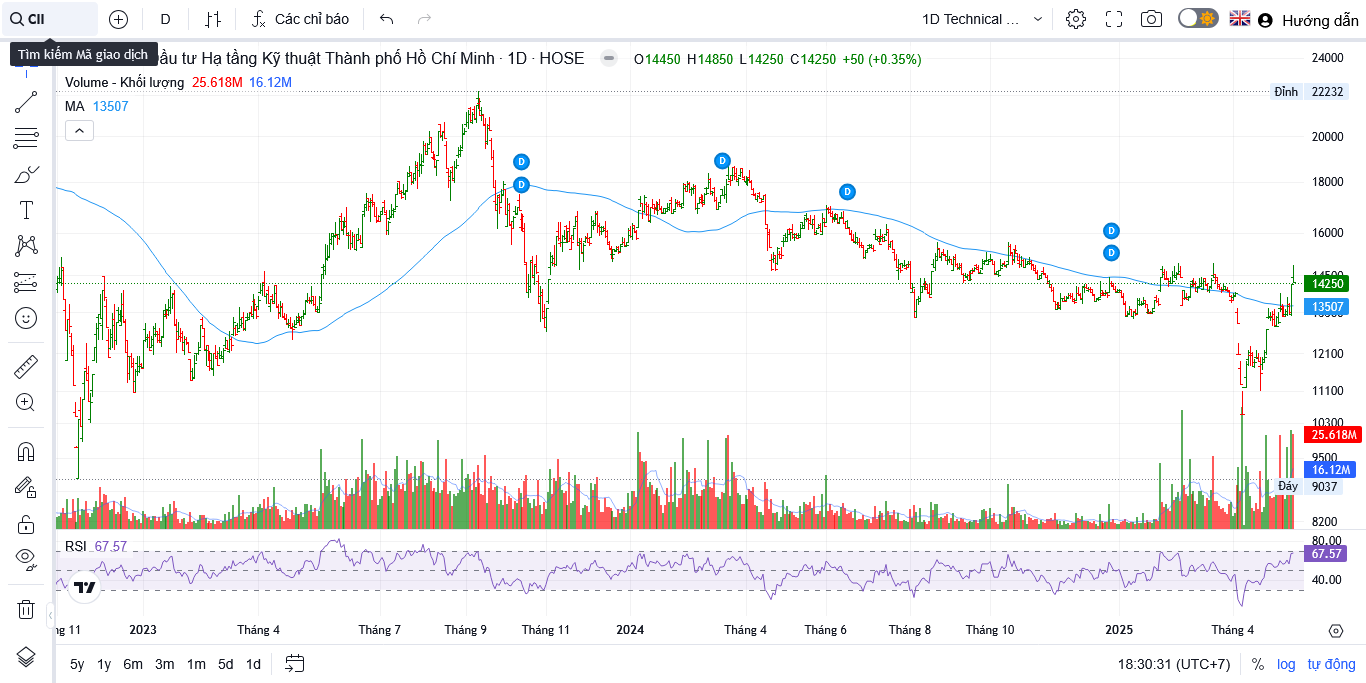 CII
D
Các chỉ báo
1D Technical ...
Hướng dẫn
Tìm kiếm Mã giao dịch
ầu tư Hạ tầng Kỹ thuật Thành phố Hồ Chí Minh · 1D · HOSE
O14450 H14850 L14250 C14250 +50 (+0.35%)
Volume - Khối lượng 25.618M 16.12M
MA 13507
D
D
D
D
D
D
24000
Đỉnh 22232
20000
18000
16000
14500
14250
13507
13500
12100
11100
10300
25.618M
9500
16.12M
Đáy 9037
8200
RSI 67.57
80.00
67.57
40.00
ng 11 2023 Tháng 4 Tháng 7 Tháng 9 Tháng 11 2024 Tháng 4 Tháng 6 Tháng 8 Tháng 10 2025 Tháng 4
5y 1y 6m 3m 1m 5d 1d
18:30:31 (UTC+7) % log tự động